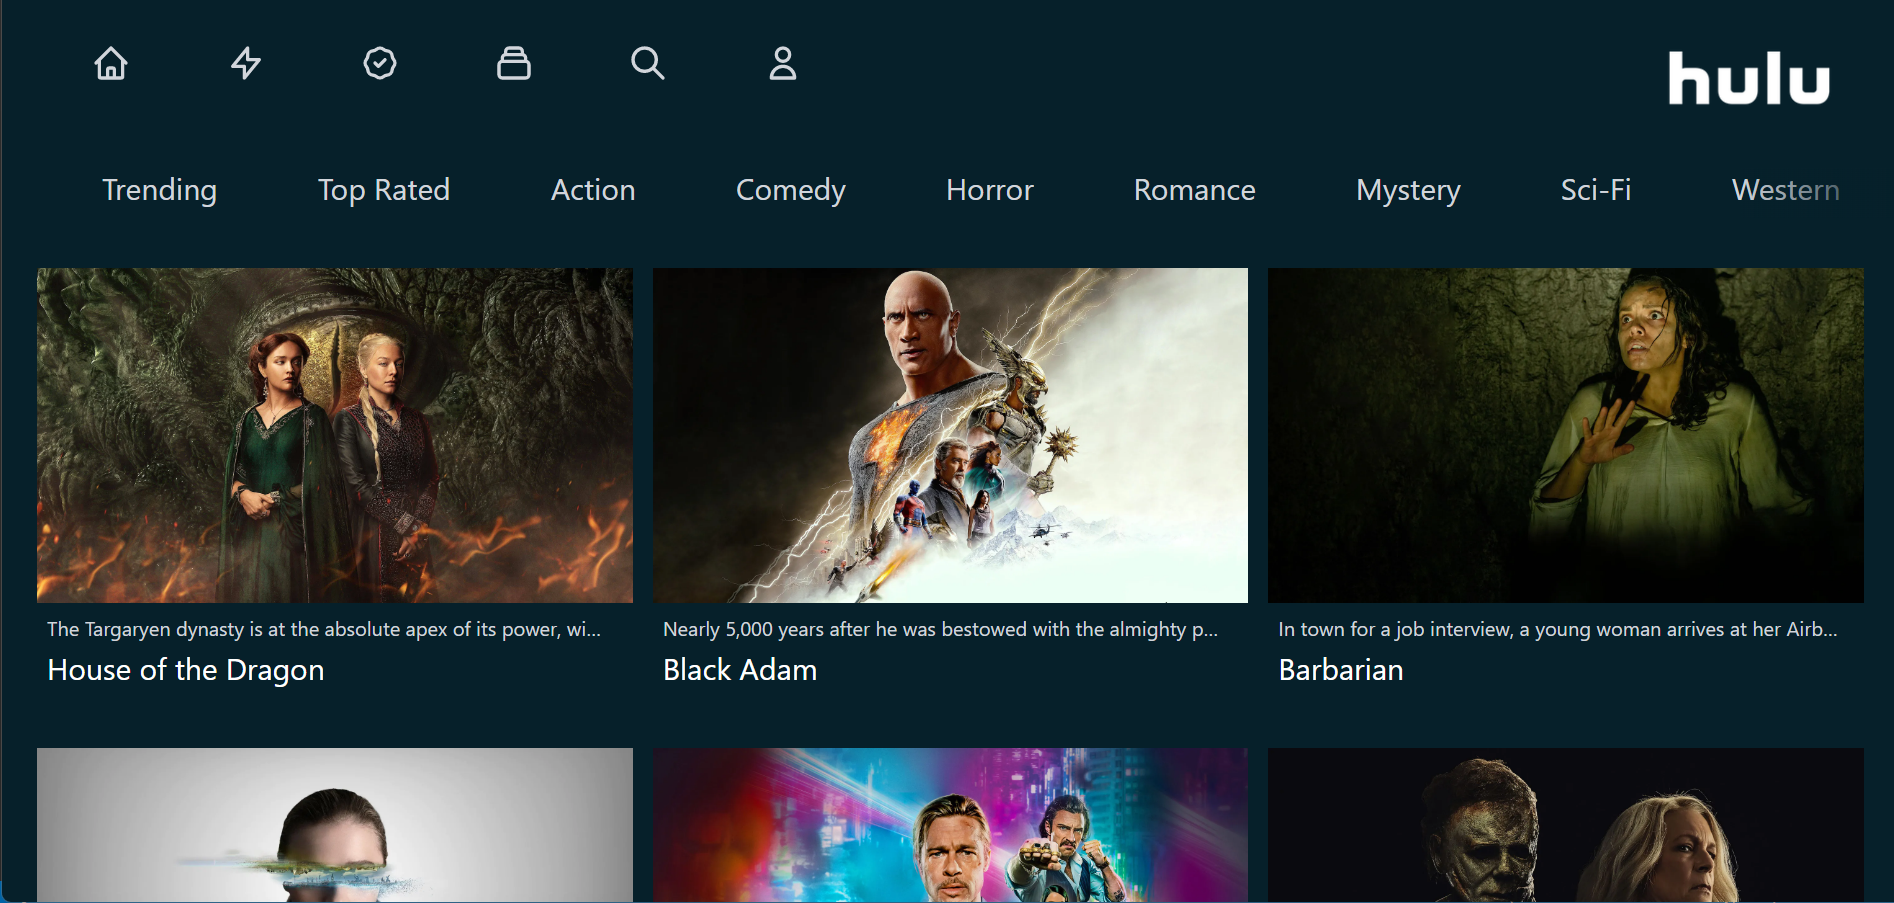 hulu
Trending Top Rated Action Comedy Horror Romance Mystery Sci-Fi Western
The Targaryen dynasty is at the absolute apex of its power, wi...
House of the Dragon
Nearly 5,000 years after he was bestowed with the almighty p...
Black Adam
In town for a job interview, a young woman arrives at her Airb...
Barbarian